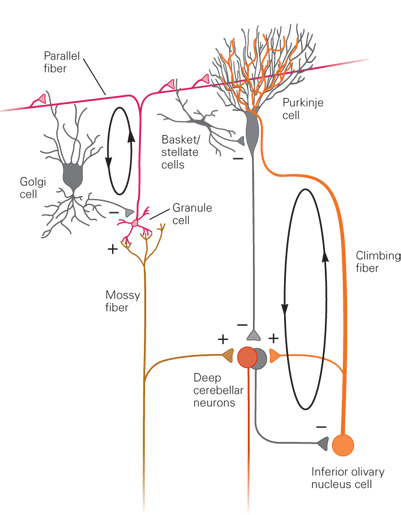 Parallel
fiber
Purkinje
cell
Basket/
stellate
cells
−
Golgi
cell
−
Granule
cell
+
Climbing
fiber
Mossy
fiber
−
+
+
Deep
cerebellar
neurons
−
Inferior olivary
nucleus cell